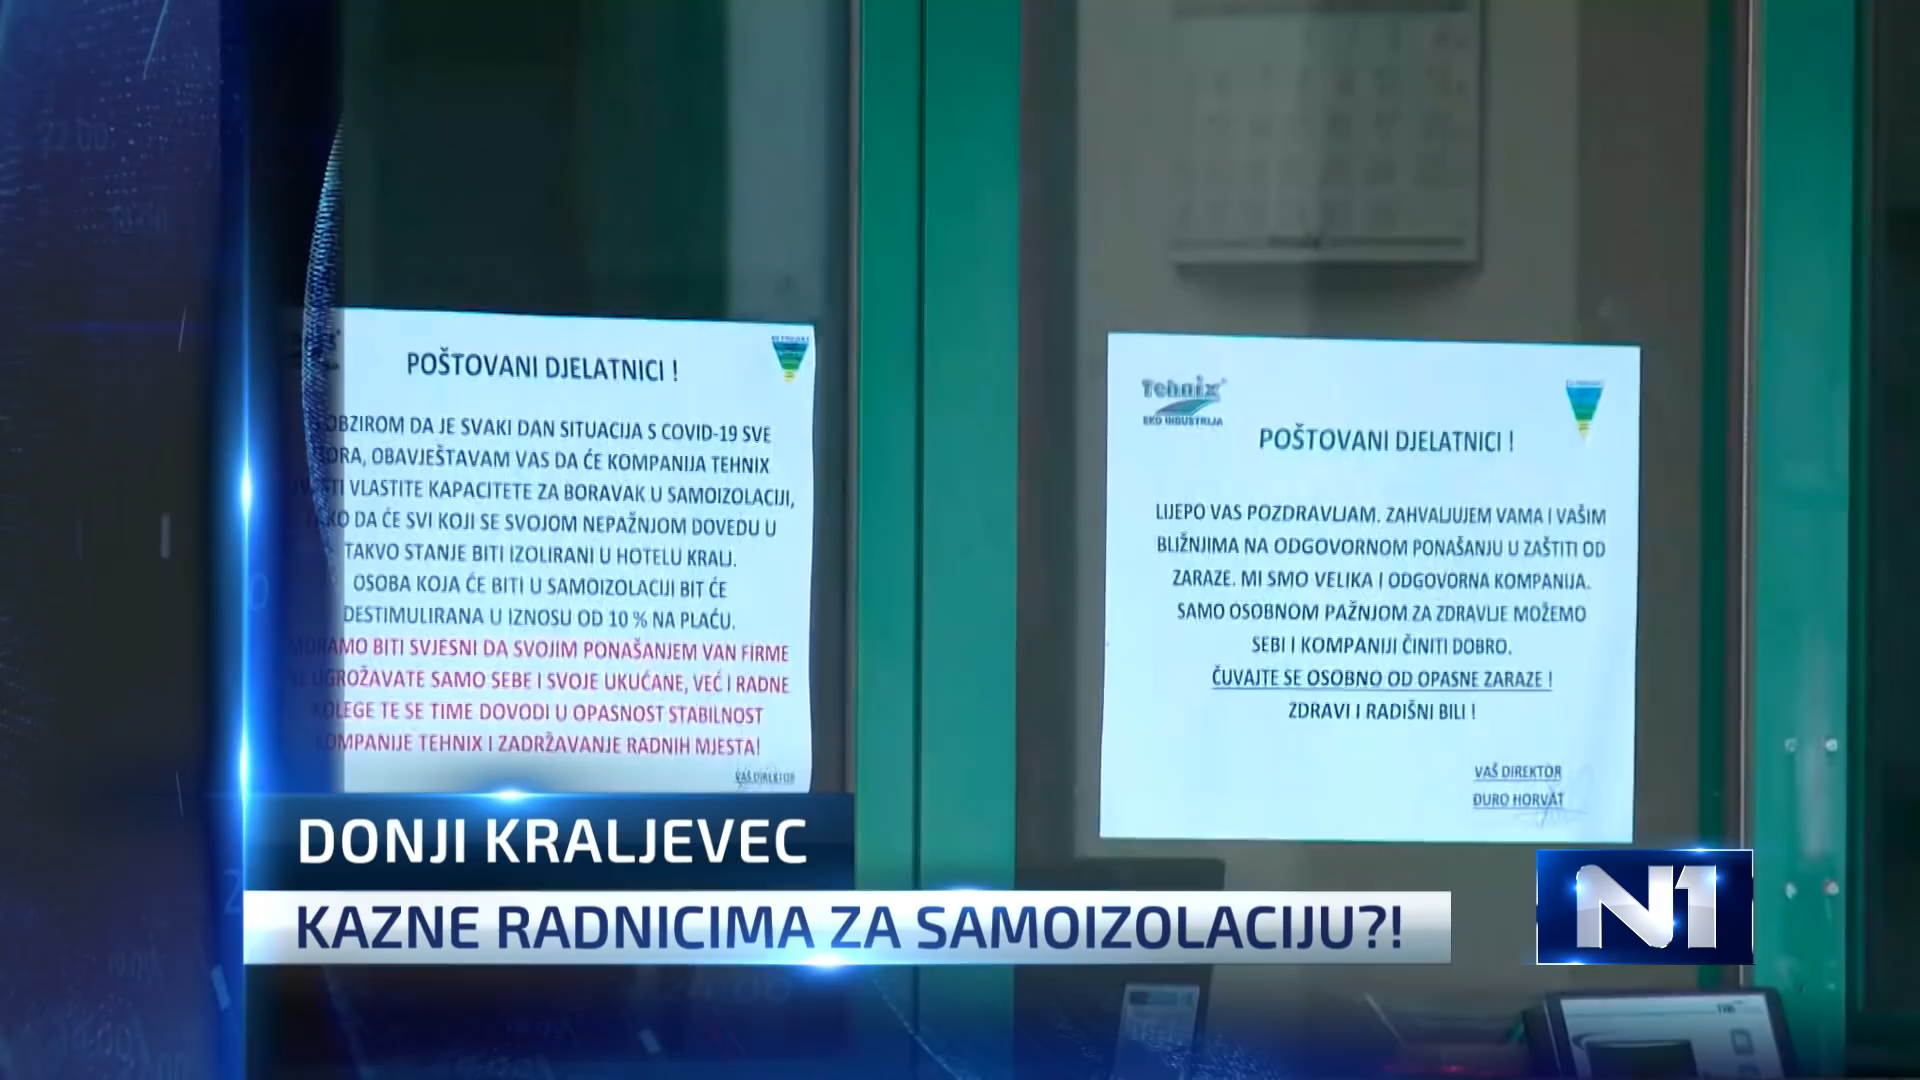 POŠTOVANI DJELATNICI !
OBZIROM DA JE SVAKI DAN SITUACIJA S COVID-19 SVE
OBAVJEŠTAVAM VAS DA ĆE KOMPANIJA TEHNIX
VLASTITE KAPACITETE ZA BORAVAK U SAMOIZOLACIJI,
DA ĆE SVI KOJI SE SVOJOM NEPAŽNJOM DOVEDU U
TAKVO STANJE BITI IZOLIRANI U HOTELU KRALJ.
OSOBA KOJA ĆE BITI U SAMOIZOLACIJI BIT ĆE
DESTIMULIRANA U IZNOSU OD 10 % NA PLAĆU.
MORAMO BITI SVJESNI DA SVOJIM PONAŠANJEM VAN FIRME
UGROŽAVATE SAMO SEBE I SVOJE UKUĆANE, VEĆ I RADNE
KOLEGE TE SE TIME DOVODI U OPASNOST STABILNOST
KOMPANIJE TEHNIX I ZADRŽAVANJE RADNIH MJESTA!
VAŠ DIREKTOR
Tehnix
EKO INDUSTRIJA
POŠTOVANI DJELATNICI !
LIJEPO VAS POZDRAVLJAM. ZAHVALJUJEM VAMA I VAŠIM
BLIŽNJIMA NA ODGOVORNOM PONAŠANJU U ZAŠTITI OD
ZARAZE. MI SMO VELIKA I ODGOVORNA KOMPANIJA.
SAMO OSOBNOM PAŽNJOM ZA ZDRAVLJE MOŽEMO
SEBI I KOMPANIJI ČINITI DOBRO.
ČUVAJTE SE OSOBNO OD OPASNE ZARAZE !
ZDRAVI I RADIŠNI BILI !
VAŠ DIREKTOR
ĐURO HORVAT
DONJI KRALJEVEC
KAZNE RADNICIMA ZA SAMOIZOLACIJU?!
N1